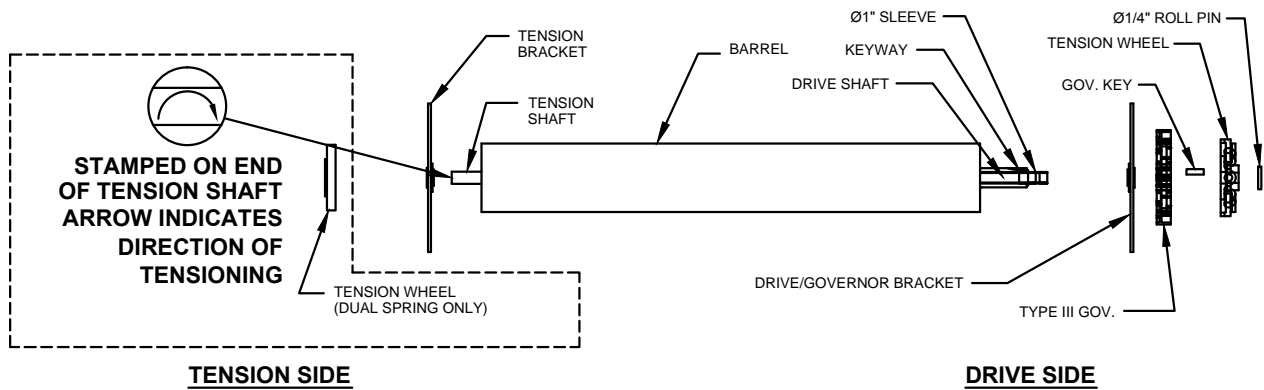 TENSION
BRACKET
BARREL
Ø1" SLEEVE
KEYWAY
DRIVE SHAFT
Ø1/4" ROLL PIN
TENSION WHEEL
GOV. KEY
TENSION
SHAFT
STAMPED ON END
OF TENSION SHAFT
ARROW INDICATES
DIRECTION OF
TENSIONING
TENSION WHEEL
(DUAL SPRING ONLY)
DRIVE/GOVERNOR BRACKET
TYPE III GOV.
TENSION SIDE
DRIVE SIDE